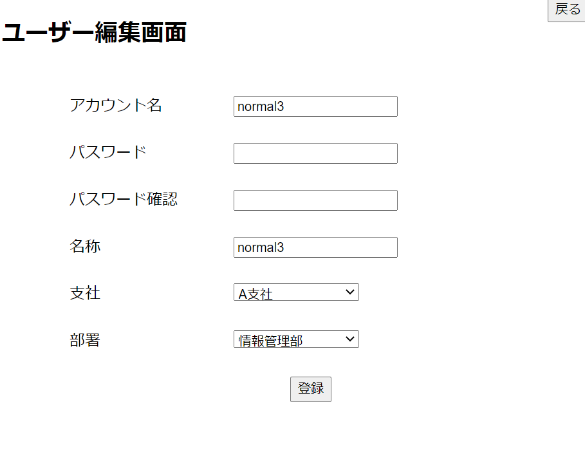 戻る
ユーザー編集画面
アカウント名 normal3
パスワード
パスワード確認
名称 normal3
支社 A支社
部署 情報管理部
登録